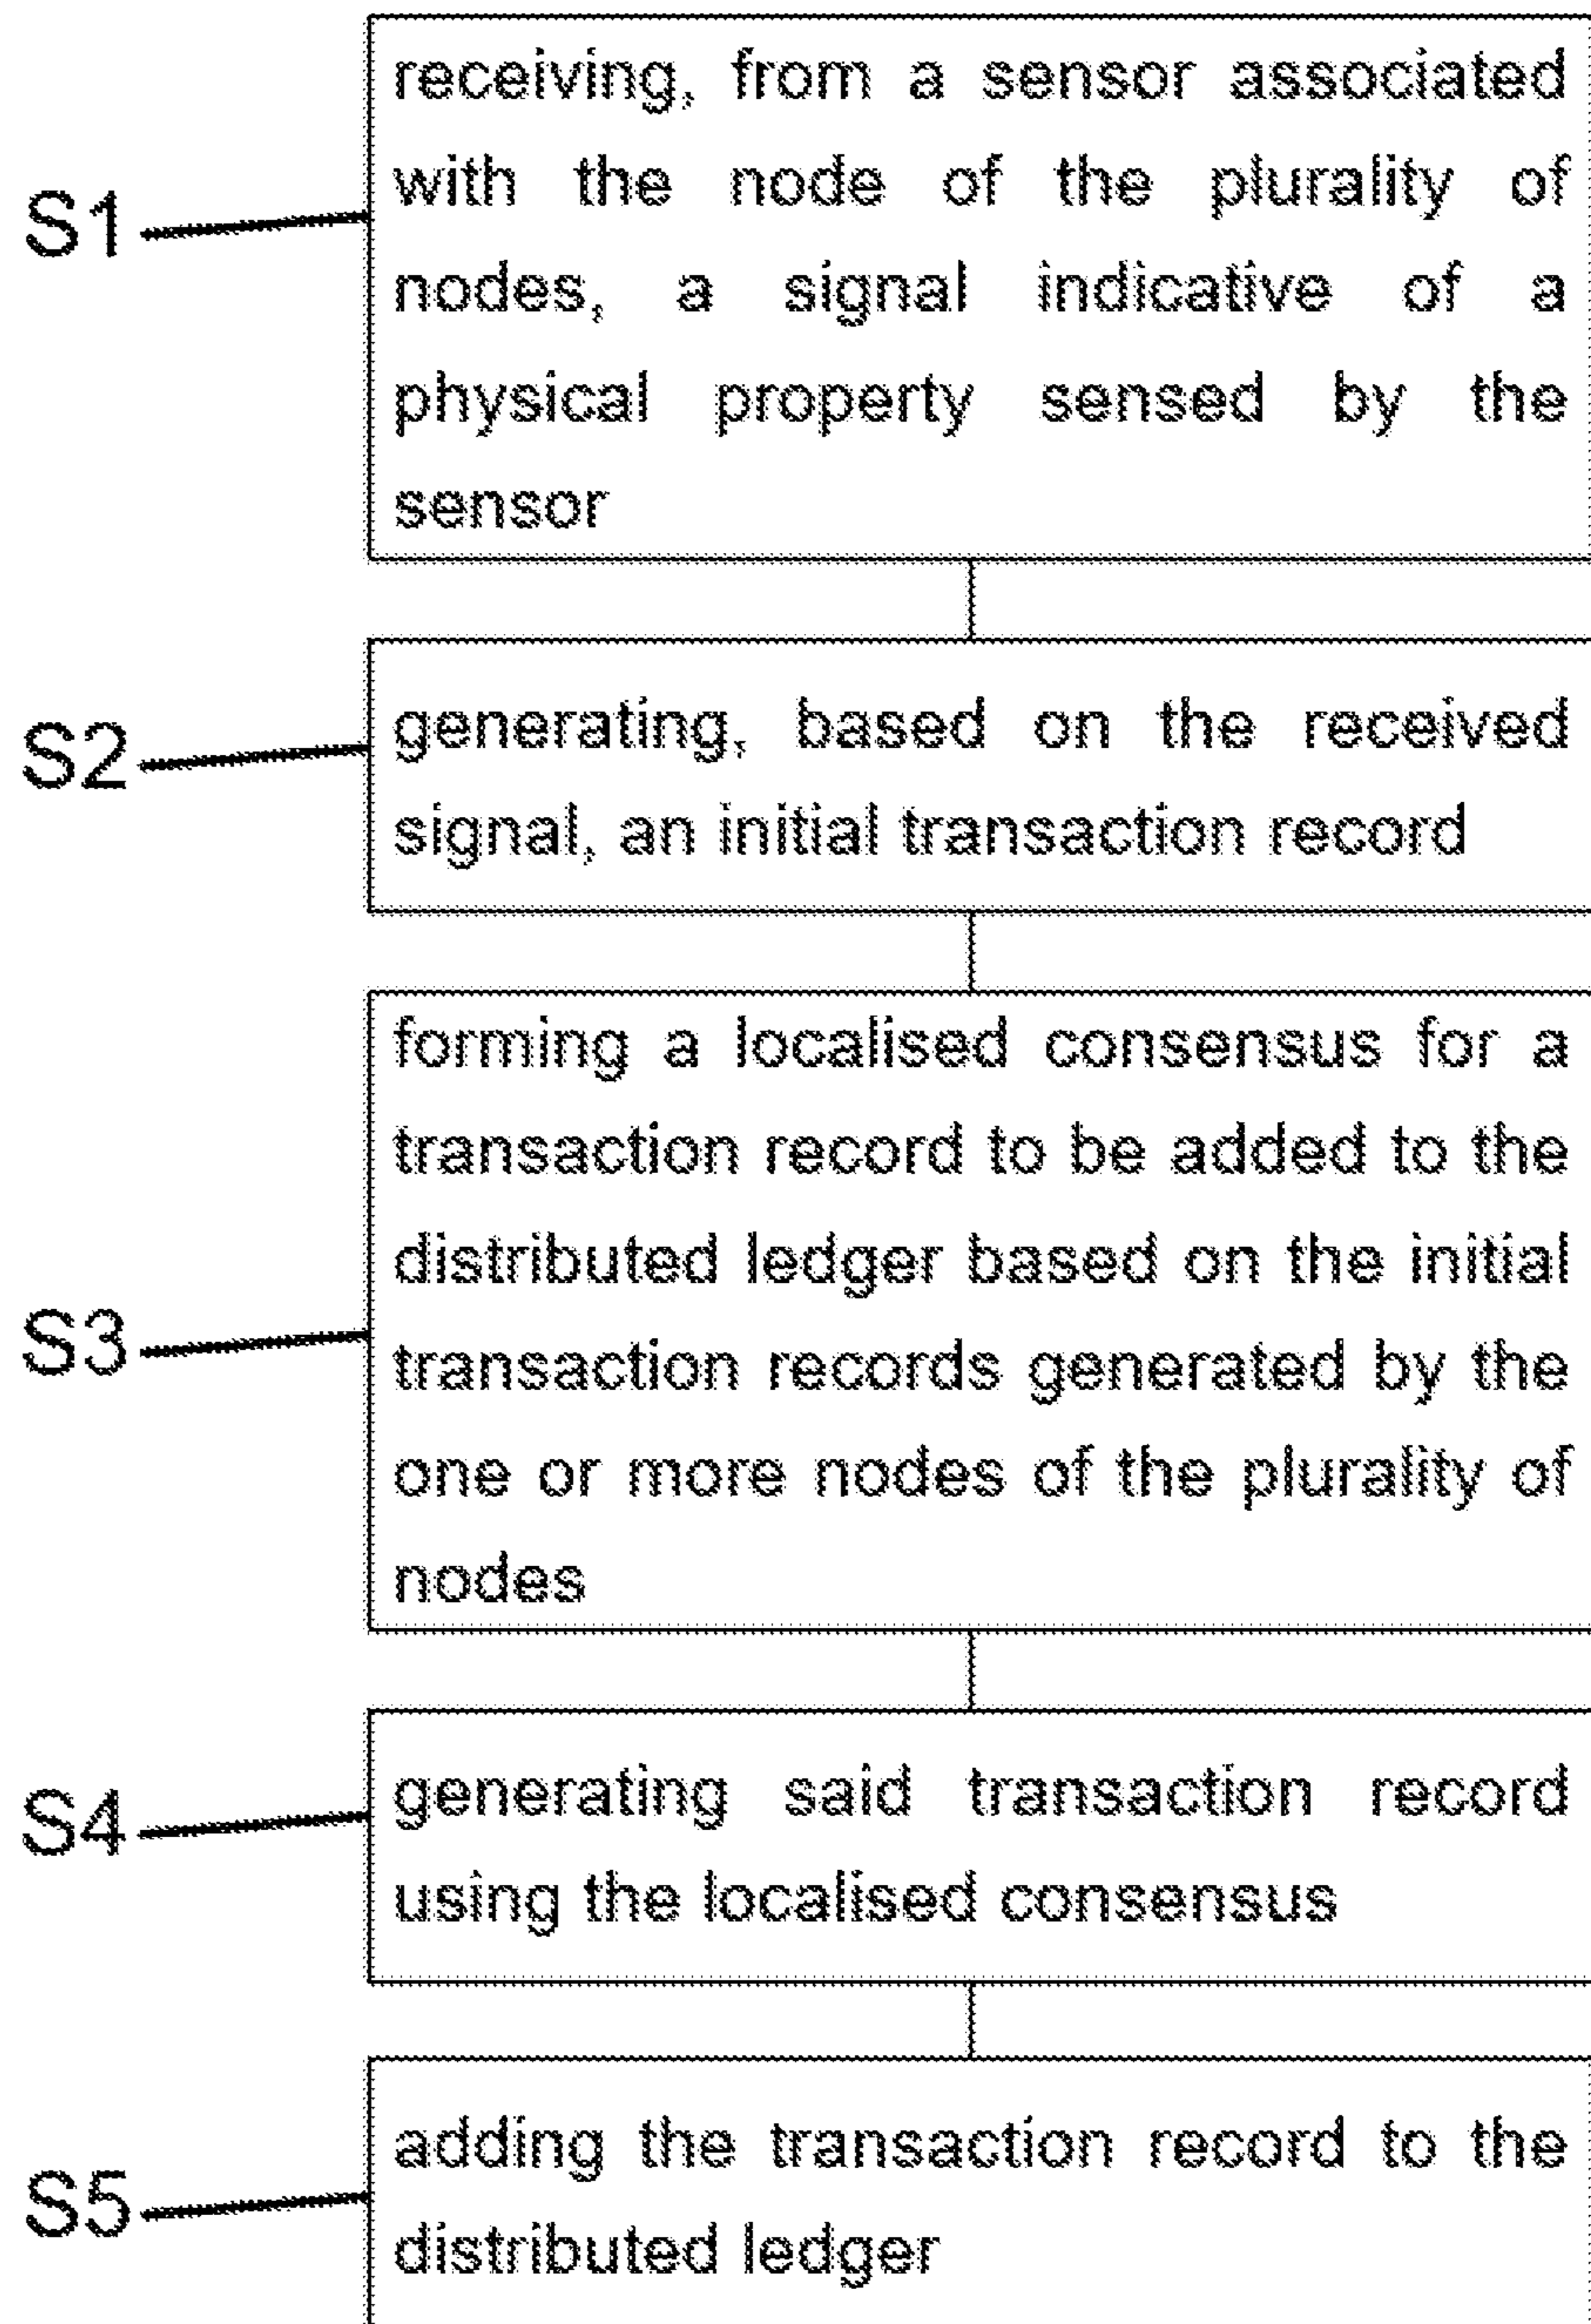 receiving, from a sensor associated
with the node of the plurality of
S1
nodes, a signal indicative of a
physical property sensed by the
sensor
generating, based on the received
S2
signal, an initial transaction record
forming a localised consensus for a
transaction record to be added to the
distributed ledger based on the initial
S3
transaction records generated by the
one or more nodes of the plurality of
nodes
generating said transaction record
S4
using the localised consensus
adding the transaction record to the
S5
distributed ledger